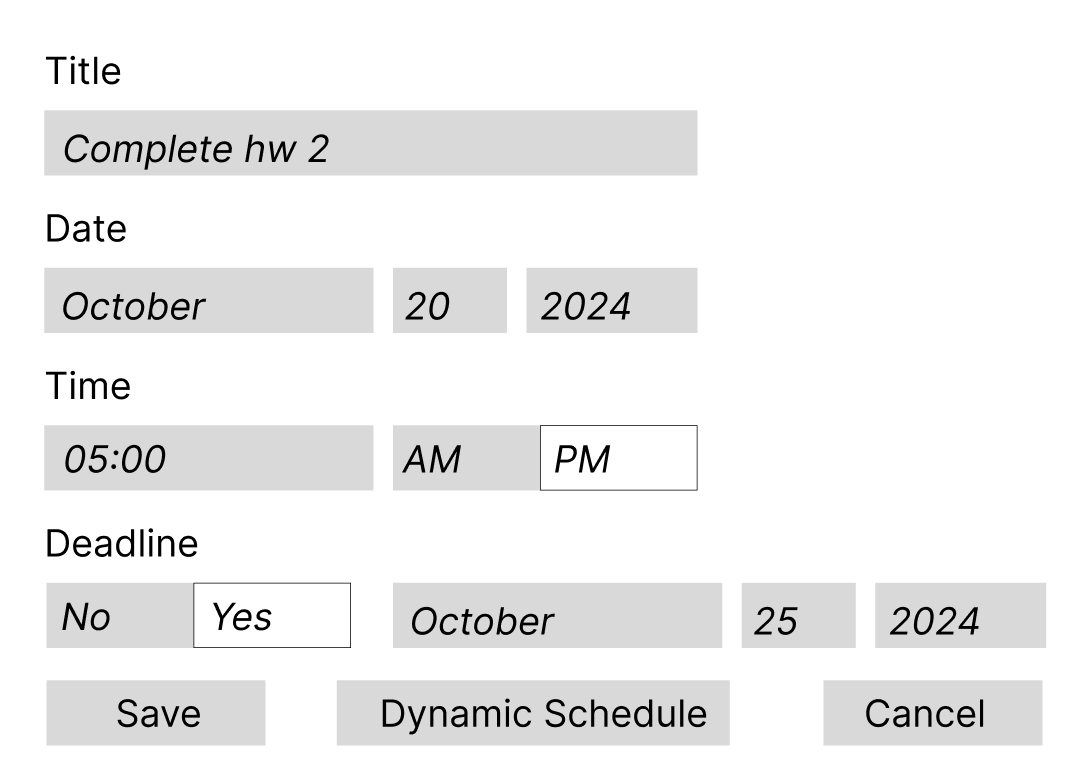 Title
Complete hw 2
Date
October 20 2024
Time
05:00 AM PM
Deadline
No Yes October 25 2024
Save Dynamic Schedule Cancel